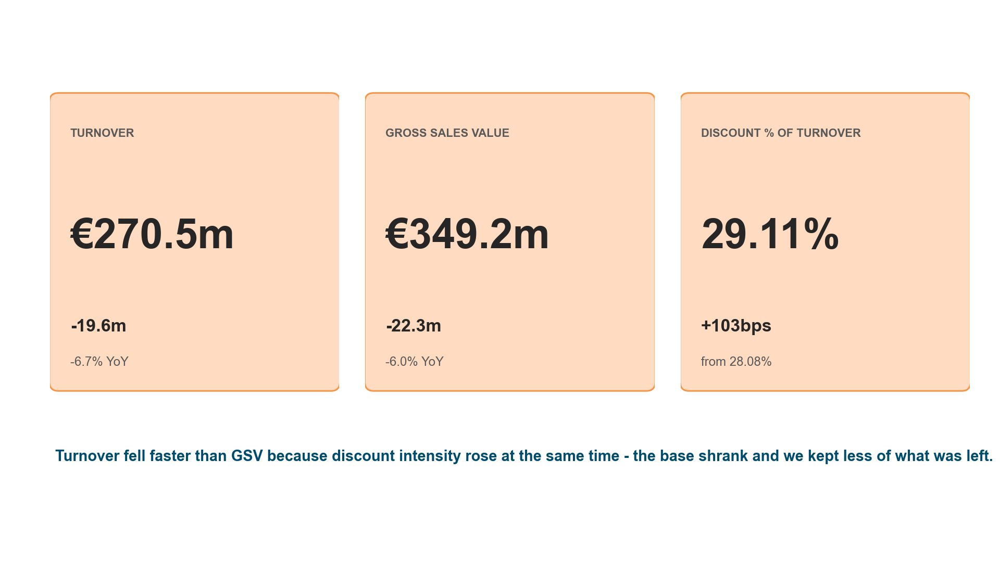 TURNOVER
€270.5m
-19.6m
-6.7% YoY
GROSS SALES VALUE
€349.2m
-22.3m
-6.0% YoY
DISCOUNT % OF TURNOVER
29.11%
+103bps
from 28.08%
Turnover fell faster than GSV because discount intensity rose at the same time - the base shrank and we kept less of what was left.